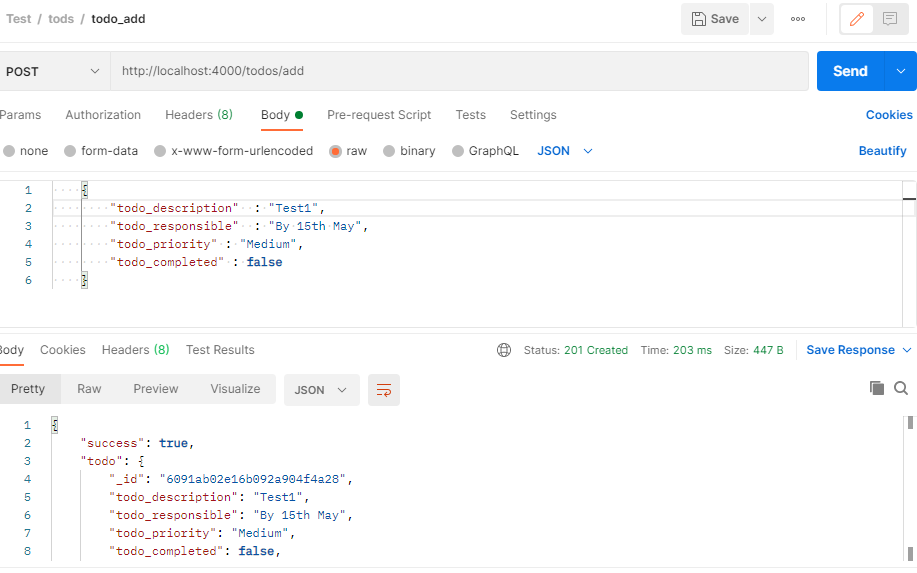 Test / tods / todo_add
Save
POST
http://localhost:4000/todos/add
Send
Params Authorization Headers (8) Body Pre-request Script Tests Settings Cookies
none form-data x-www-form-urlencoded raw binary GraphQL JSON Beautify
1 {
2 "todo_description" : "Test1",
3 "todo_responsible" : "By 15th May",
4 "todo_priority" : "Medium",
5 "todo_completed" : false
6 }
Body Cookies Headers (8) Test Results Status: 201 Created Time: 203 ms Size: 447 B Save Response
Pretty Raw Preview Visualize JSON
1 {
2 "success": true,
3 "todo": {
4 "_id": "6091ab02e16b092a904f4a28",
5 "todo_description": "Test1",
6 "todo_responsible": "By 15th May",
7 "todo_priority": "Medium",
8 "todo_completed": false,